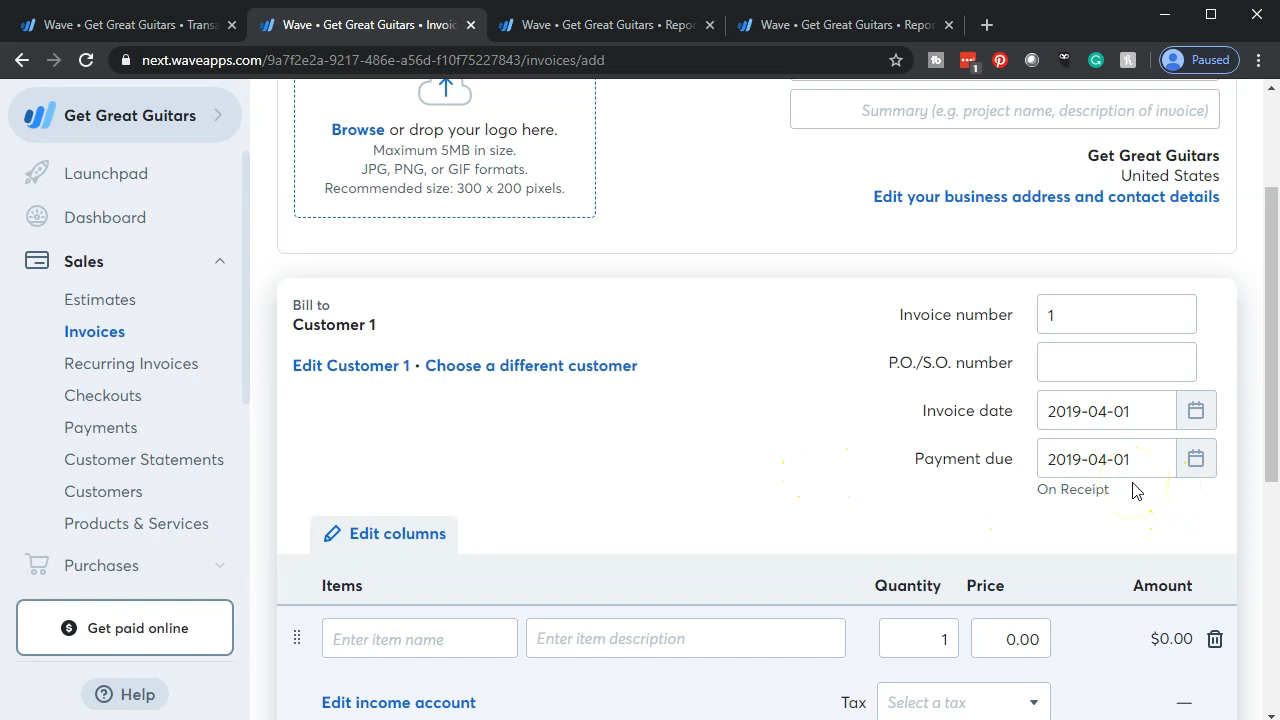 Wave • Get Great Guitars • Transa
Wave • Get Great Guitars • Invoic
Wave • Get Great Guitars • Repor
Wave • Get Great Guitars • Repor
next.waveapps.com/9a7f2e2a-9217-486e-a56d-f10f75227843/invoices/add
1
Paused
Get Great Guitars
Launchpad
Dashboard
Sales
Estimates
Invoices
Recurring Invoices
Checkouts
Payments
Customer Statements
Customers
Products & Services
Purchases
Get paid online
Help
Browse or drop your logo here.
Maximum 5MB in size.
JPG, PNG, or GIF formats.
Recommended size: 300 x 200 pixels.
Summary (e.g. project name, description of invoice)
Get Great Guitars
United States
Edit your business address and contact details
Bill to
Customer 1
Edit Customer 1 • Choose a different customer
Invoice number 1
P.O./S.O. number
Invoice date 2019-04-01
Payment due 2019-04-01
On Receipt
Edit columns
Items Quantity Price Amount
Enter item name Enter item description 1 0.00 $0.00
Edit income account Tax Select a tax —